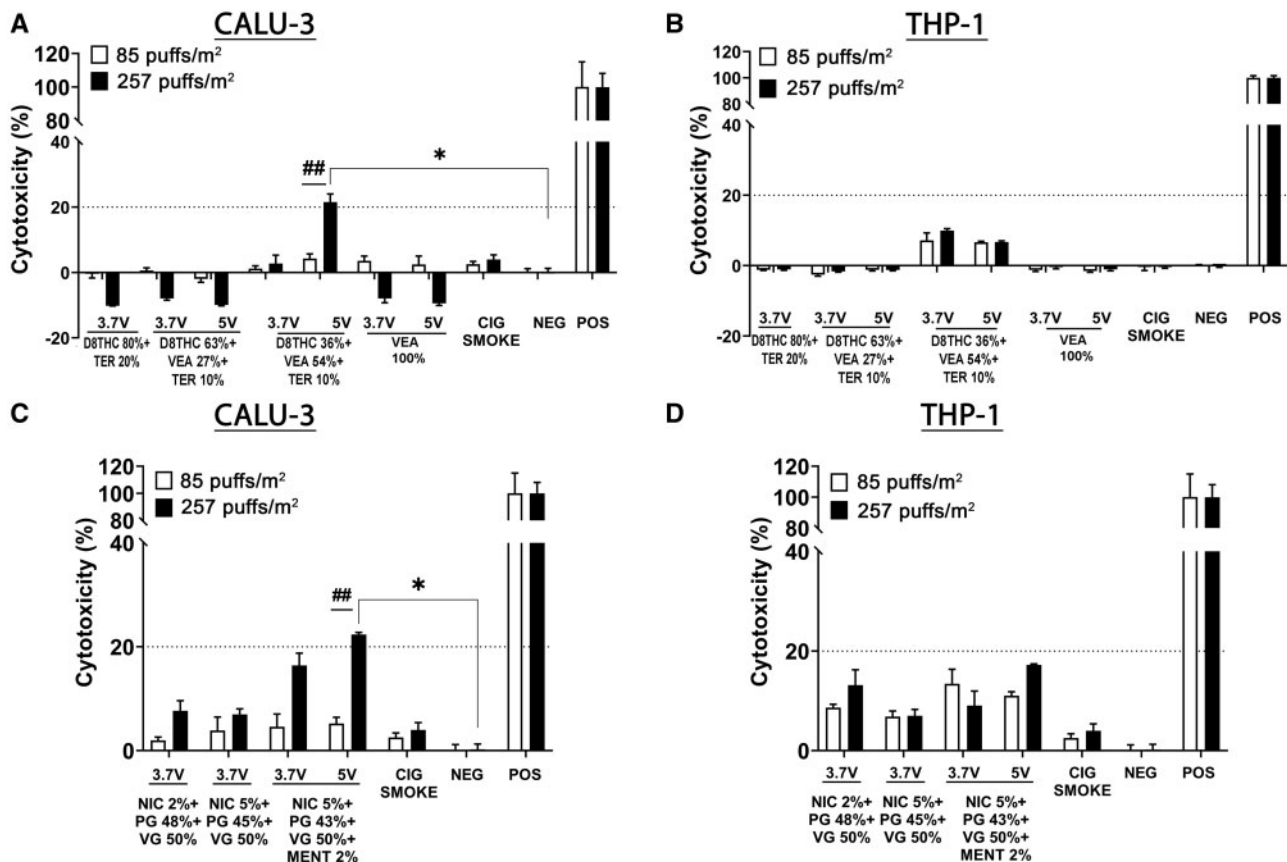 A
CALU-3
85 puffs/m²
257 puffs/m²
Cytotoxicity (%)
120
100
80
40
20
0
-20
##
*
3.7V 3.7V 5V 3.7V 5V 3.7V 5V CIG NEG POS
SMOKE
D8THC 80%+ D8THC 63%+ D8THC 36%+ VEA
TER 20% VEA 27%+ VEA 54%+ 100%
TER 10% TER 10%
B
THP-1
85 puffs/m²
257 puffs/m²
Cytotoxicity (%)
120
100
80
40
20
0
-20
3.7V 3.7V 5V 3.7V 5V 3.7V 5V CIG NEG POS
SMOKE
D8THC 80%+ D8THC 63%+ D8THC 36%+ VEA
TER 20% VEA 27%+ VEA 54%+ 100%
TER 10% TER 10%
C
CALU-3
85 puffs/m²
257 puffs/m²
Cytotoxicity (%)
120
100
80
40
20
0
##
*
3.7V 3.7V 3.7V 5V CIG NEG POS
SMOKE
NIC 2%+ NIC 5%+ NIC 5%+
PG 48%+ PG 45%+ PG 43%+
VG 50% VG 50% VG 50%+
MENT 2%
D
THP-1
85 puffs/m²
257 puffs/m²
Cytotoxicity (%)
120
100
80
40
20
0
3.7V 3.7V 3.7V 5V CIG NEG POS
SMOKE
NIC 2%+ NIC 5%+ NIC 5%+
PG 48%+ PG 45%+ PG 43%+
VG 50% VG 50% VG 50%+
MENT 2%